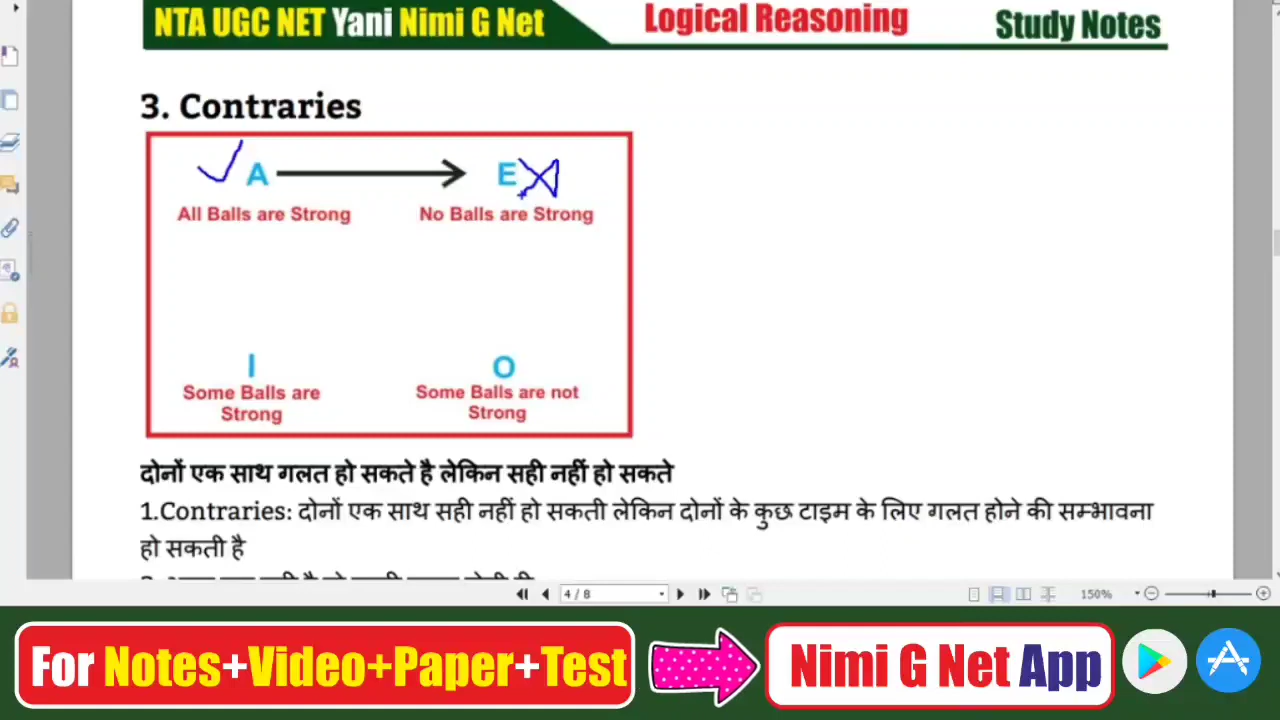 NTA UGC NET Yani Nimi G Net
Logical Reasoning
Study Notes
3. Contraries
A
E
All Balls are Strong
No Balls are Strong
I
O
Some Balls are
Strong
Some Balls are not
Strong
दोनों एक साथ गलत हो सकते है लेकिन सही नहीं हो सकते
1.Contraries: दोनों एक साथ सही नहीं हो सकती लेकिन दोनों के कुछ टाइम के लिए गलत होने की सम्भावना
हो सकती है
4 / 8
150%
For Notes+Video+Paper+Test
Nimi G Net App